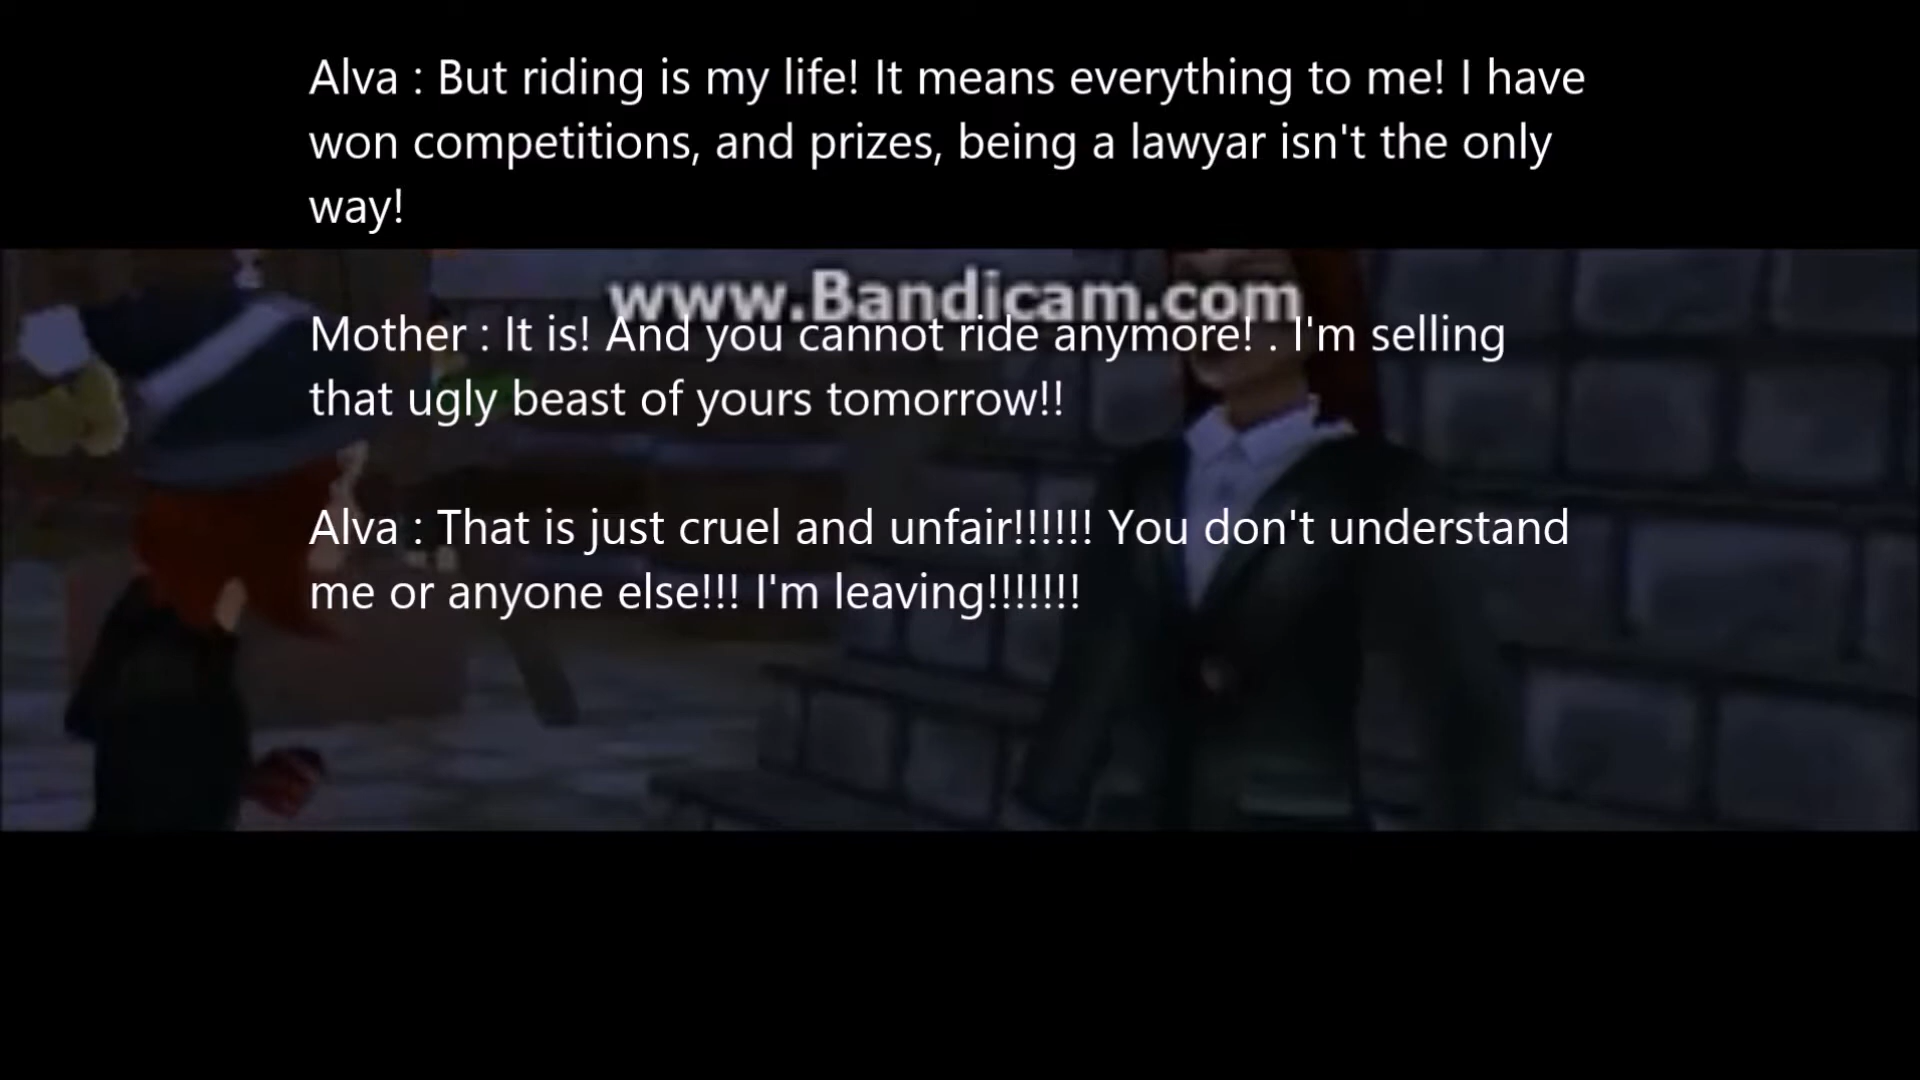 Alva : But riding is my life! It means everything to me! I have
won competitions, and prizes, being a lawyar isn't the only
way!
www.Bandicam.com
Mother : It is! And you cannot ride anymore! . I'm selling
that ugly beast of yours tomorrow!!
Alva : That is just cruel and unfair!!!!!! You don't understand
me or anyone else!!! I'm leaving!!!!!!!